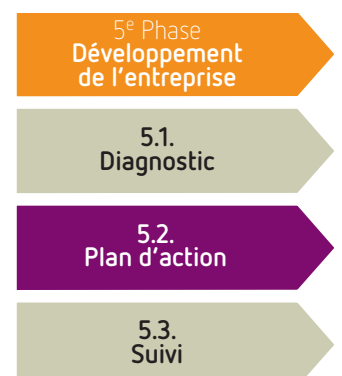 5e Phase
Développement
de l'entreprise
5.1.
Diagnostic
5.2.
Plan d'action
5.3.
Suivi